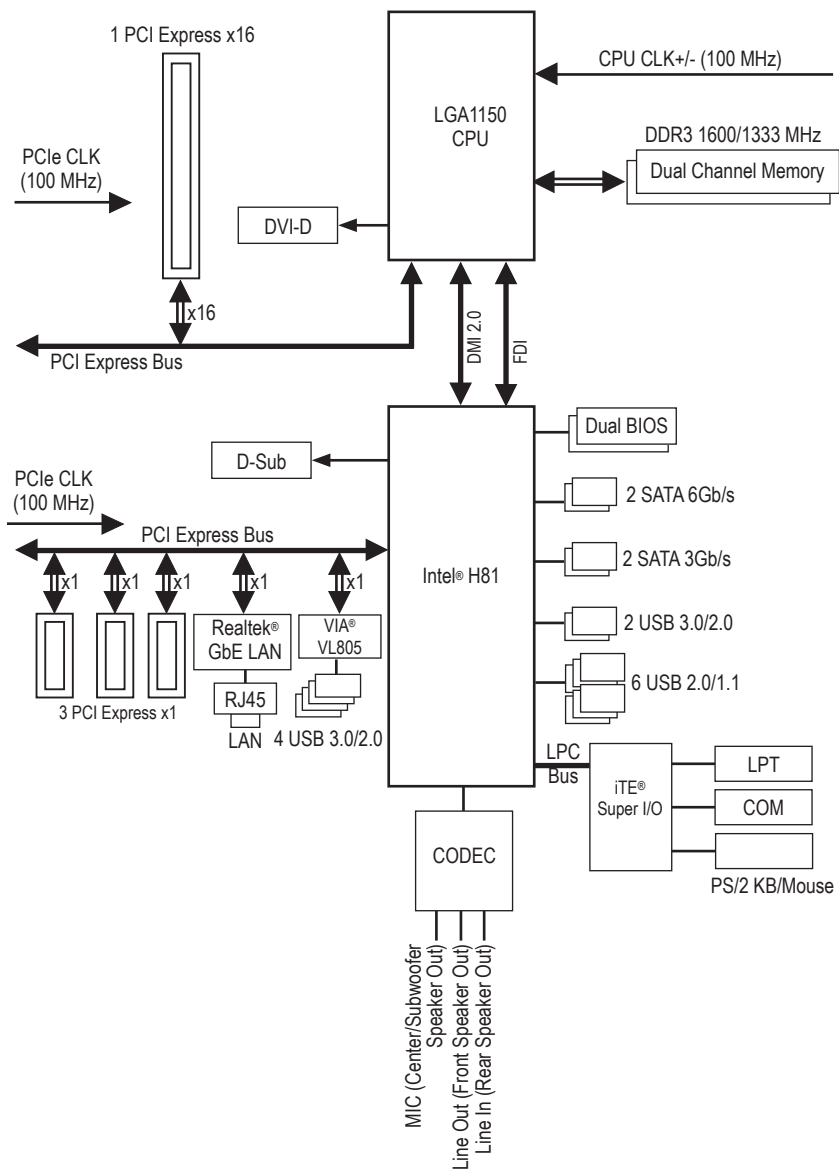 1 PCI Express x16
CPU CLK+/- (100 MHz)
LGA1150
CPU
DDR3 1600/1333 MHz
Dual Channel Memory
PCIe CLK
(100 MHz)
DVI-D
x16
PCI Express Bus
DMI 2.0
FDI
Dual BIOS
D-Sub
PCIe CLK
(100 MHz)
2 SATA 6Gb/s
PCI Express Bus
2 SATA 3Gb/s
Intel® H81
x1
x1
x1
x1
x1
2 USB 3.0/2.0
Realtek®
GbE LAN
VIA®
VL805
6 USB 2.0/1.1
RJ45
3 PCI Express x1
LAN
4 USB 3.0/2.0
LPC
Bus
iTE®
Super I/O
LPT
COM
PS/2 KB/Mouse
CODEC
MIC (Center/Subwoofer
Speaker Out)
Line Out (Front Speaker Out)
Line In (Rear Speaker Out)